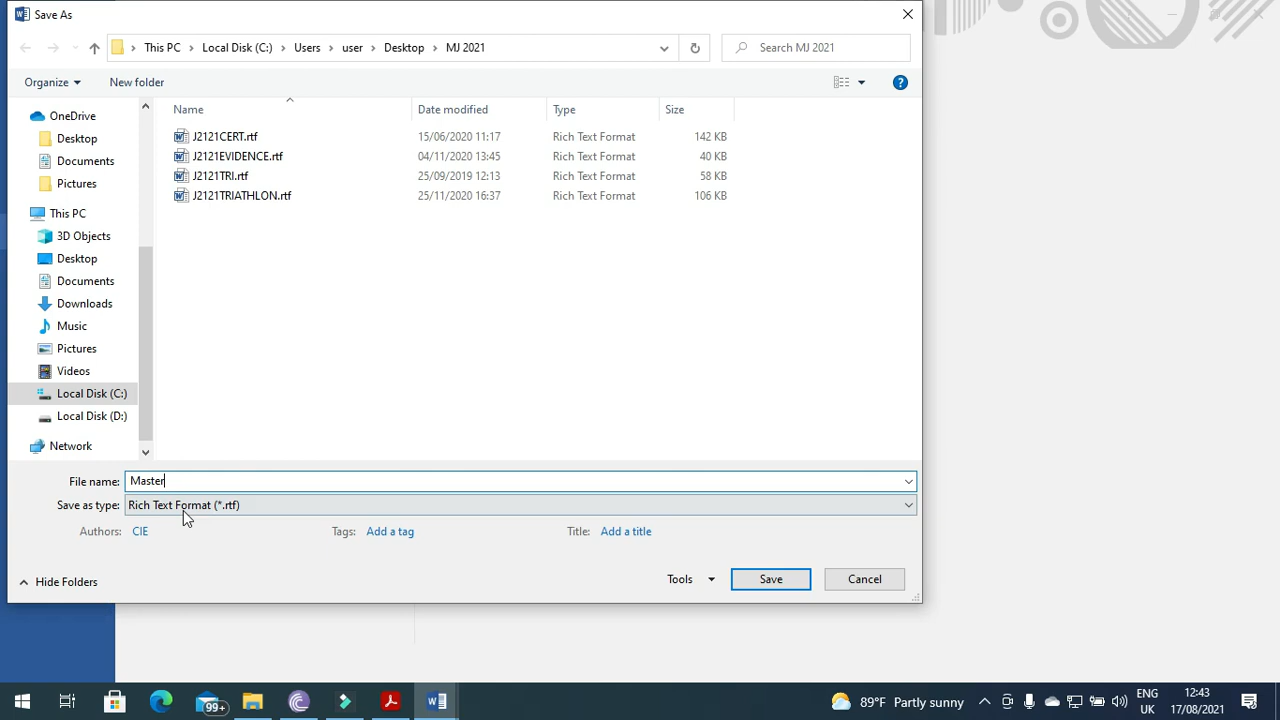 Save As
This PC > Local Disk (C:) > Users > user > Desktop > MJ 2021
Search MJ 2021
Organize
New folder
Name
Date modified
Type
Size
OneDrive
Desktop
Documents
Pictures
This PC
3D Objects
Desktop
Documents
Downloads
Music
Pictures
Videos
Local Disk (C:)
Local Disk (D:)
Network
J2121CERT.rtf 15/06/2020 11:17 Rich Text Format 142 KB
J2121EVIDENCE.rtf 04/11/2020 13:45 Rich Text Format 40 KB
J2121TRI.rtf 25/09/2019 12:13 Rich Text Format 58 KB
J2121TRIATHLON.rtf 25/11/2020 16:37 Rich Text Format 106 KB
File name: Master
Save as type: Rich Text Format (*.rtf)
Authors: CIE
Tags: Add a tag
Title: Add a title
Hide Folders
Tools
Save
Cancel
99+
89°F Partly sunny
ENG
UK
12:43
17/08/2021